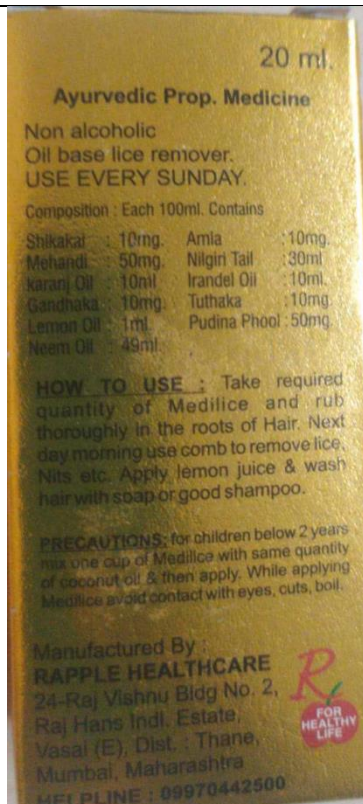 20 ml.
Ayurvedic Prop. Medicine
Non alcoholic
Oil base lice remover.
USE EVERY SUNDAY.
Composition : Each 100ml. Contains
Shikakai : 10mg. Amla : 10mg.
Mehandi : 50mg. Nilgiri Tail : 30ml
karanj Oil : 10ml Irandel Oil : 10ml.
Gandhaka : 10mg. Tuthaka : 10mg
Lemon Oil : 1ml. Pudina Phool : 50mg.
Neem Oil : 49ml.
HOW TO USE : Take required
quantity of Medilice and rub
thoroughly in the roots of Hair. Next
day morning use comb to remove lice,
Nits etc. Apply lemon juice & wash
hair with soap or good shampoo.
PRECAUTIONS: for children below 2 years
mix one cup of Medilice with same quantity
of coconut oil & then apply. While applying
Medilice avoid contact with eyes, cuts, boil.
Manufactured By :
RAPPLE HEALTHCARE
24-Raj Vishnu Bldg No. 2,
Raj Hans Indl. Estate,
Vasai (E), Dist. : Thane,
Mumbai, Maharashtra
HELPLINE : 09970442500
R
FOR
HEALTHY
LIFE